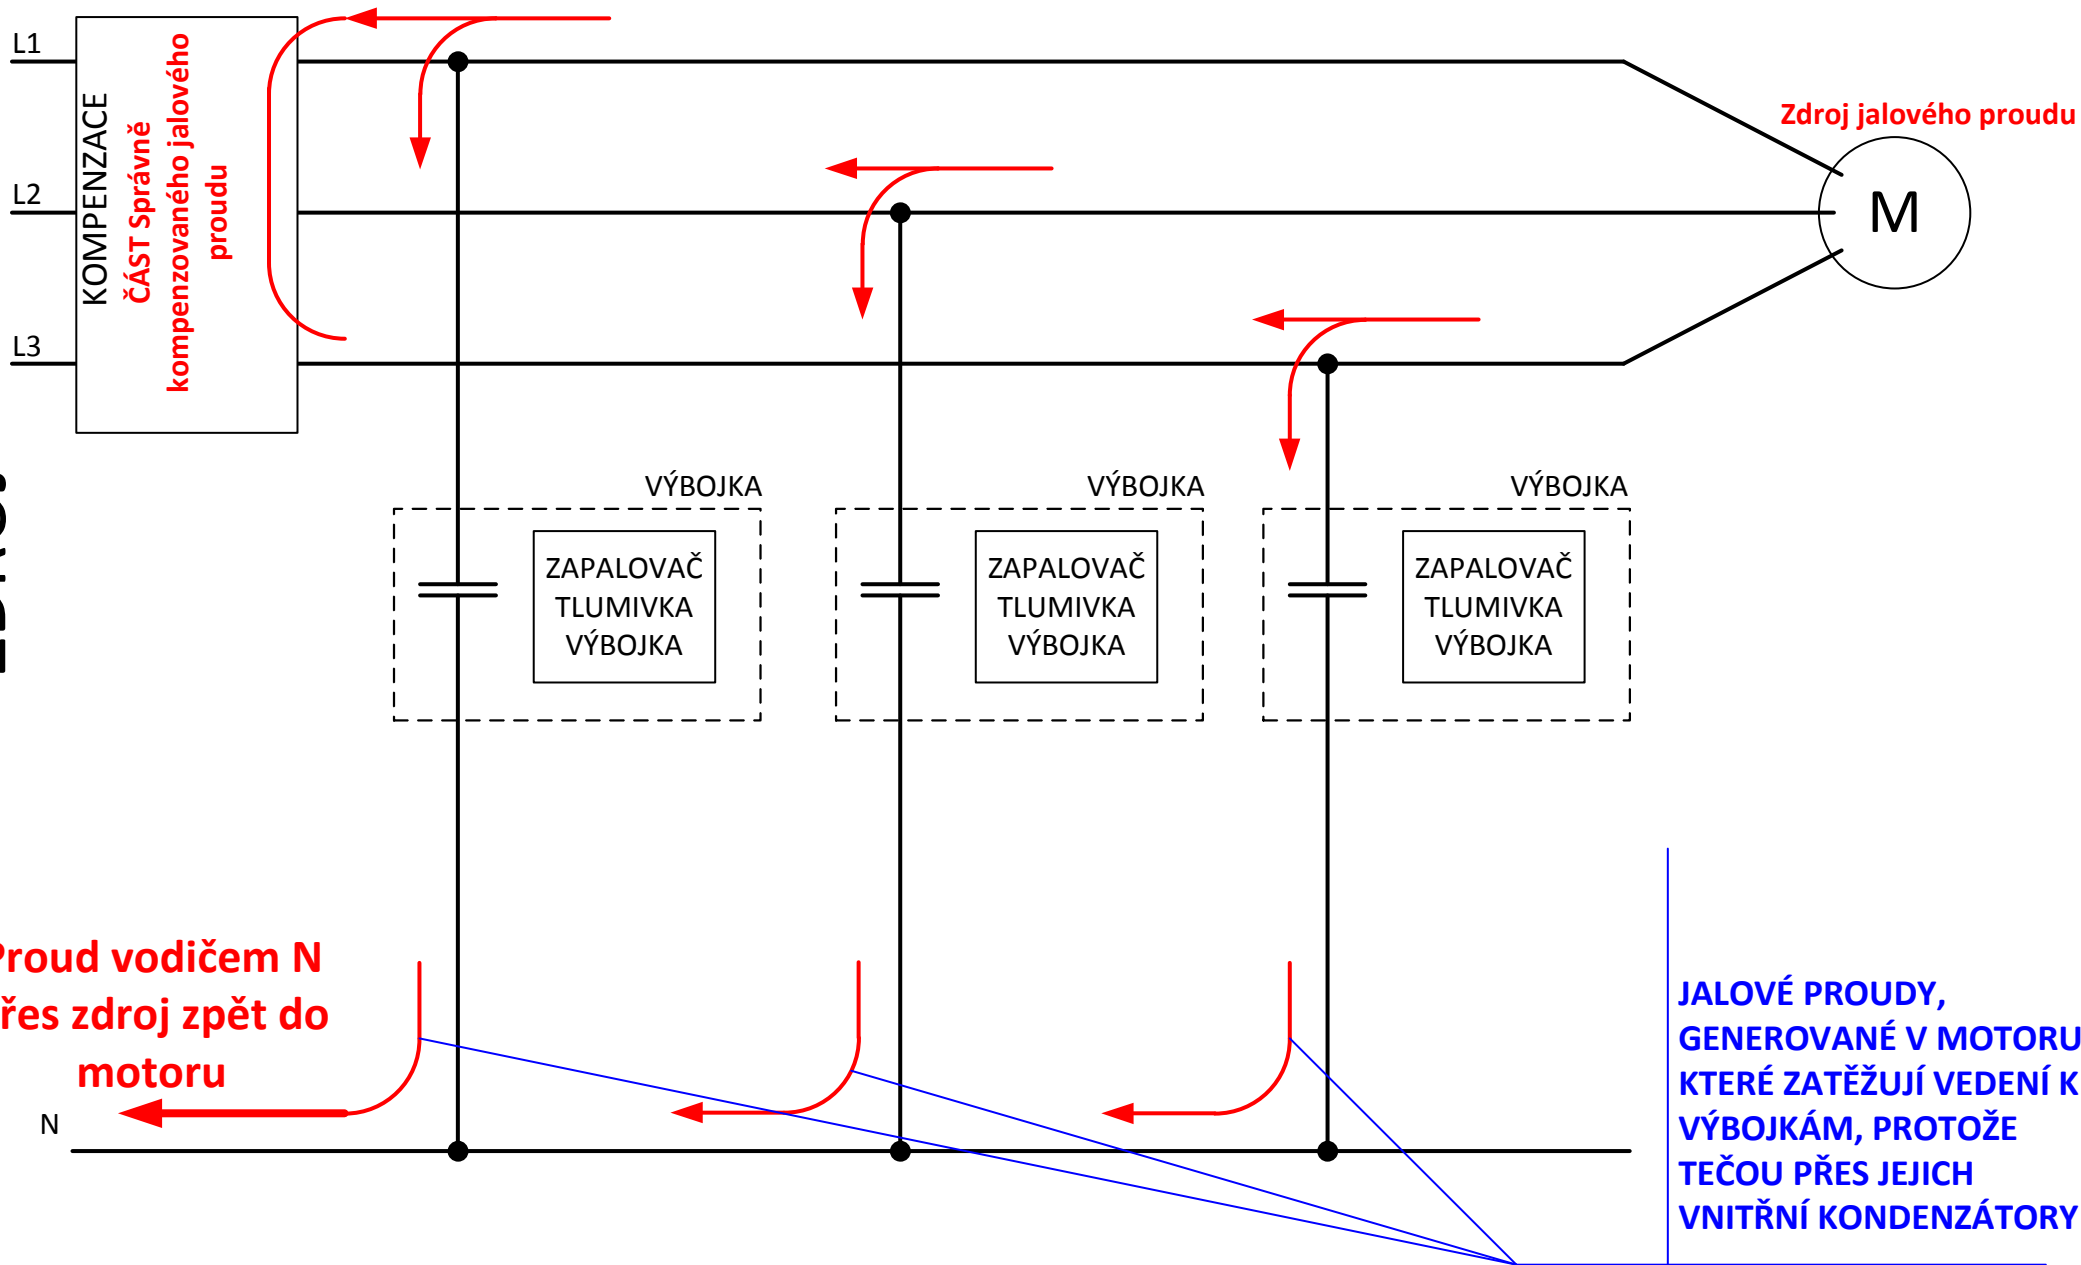 L1
L2
L3
KOMPENZACE
ČÁST Správně
kompenzovaného jalového
proudu
Zdroj jalového proudu
M
VÝBOJKA
VÝBOJKA
VÝBOJKA
ZAPALOVAČ
TLUMIVKA
VÝBOJKA
ZAPALOVAČ
TLUMIVKA
VÝBOJKA
ZAPALOVAČ
TLUMIVKA
VÝBOJKA
Proud vodičem N
přes zdroj zpět do
motoru
N
JALOVÉ PROUDY,
GENEROVANÉ V MOTORU
KTERÉ ZATĚŽUJÍ VEDENÍ K
VÝBOJKÁM, PROTOŽE
TEČOU PŘES JEJICH
VNITŘNÍ KONDENZÁTORY